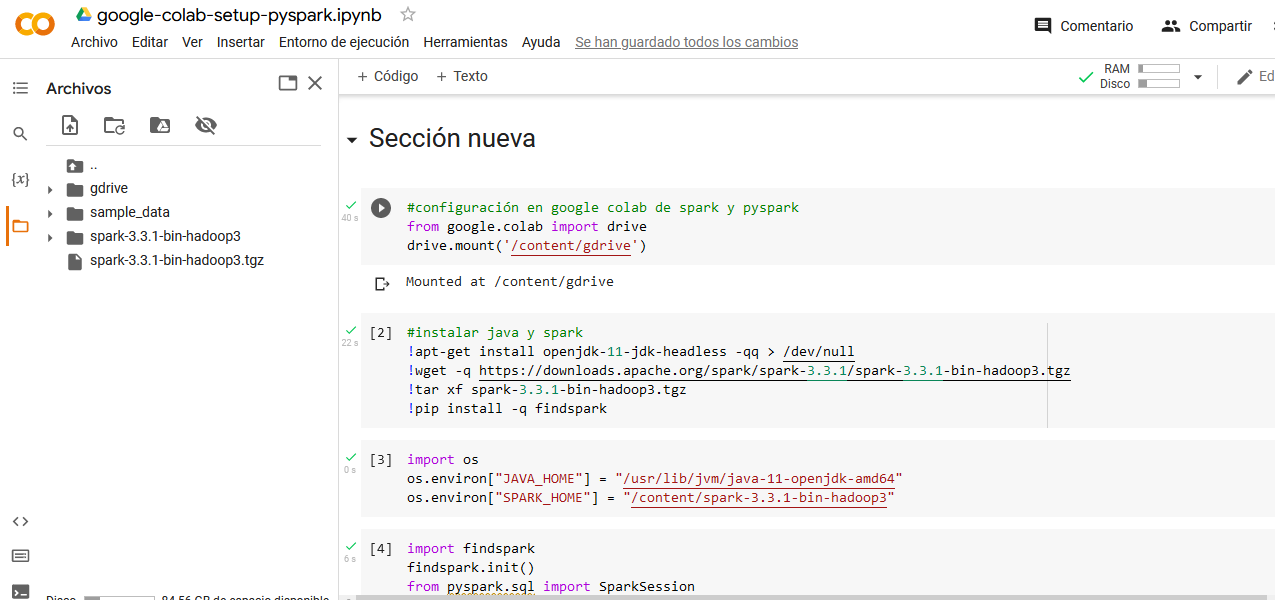 google-colab-setup-pyspark.ipynb
Archivo Editar Ver Insertar Entorno de ejecución Herramientas Ayuda Se han guardado todos los cambios
Comentario Compartir
Archivos
+ Código + Texto
RAM
Disco
Ed
..
gdrive
sample_data
spark-3.3.1-bin-hadoop3
spark-3.3.1-bin-hadoop3.tgz
{x}
Sección nueva
40 s
#configuración en google colab de spark y pyspark
from google.colab import drive
drive.mount('/content/gdrive')
Mounted at /content/gdrive
22 s
[2] #instalar java y spark
!apt-get install openjdk-11-jdk-headless -qq > /dev/null
!wget -q https://downloads.apache.org/spark/spark-3.3.1/spark-3.3.1-bin-hadoop3.tgz
!tar xf spark-3.3.1-bin-hadoop3.tgz
!pip install -q findspark
0 s
[3] import os
os.environ["JAVA_HOME"] = "/usr/lib/jvm/java-11-openjdk-amd64"
os.environ["SPARK_HOME"] = "/content/spark-3.3.1-bin-hadoop3"
6 s
[4] import findspark
findspark.init()
from pyspark.sql import SparkSession
Disco 84.56 GB de espacio disponible